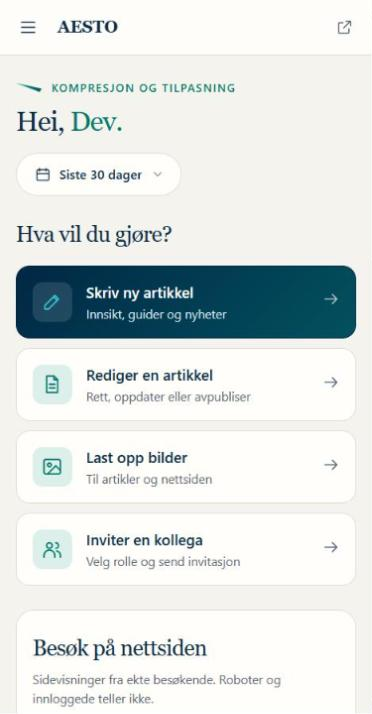 AESTO
KOMPRESJON OG TILPASNING
Hei, Dev.
Siste 30 dager
Hva vil du gjøre?
Skriv ny artikkel
Innsikt, guider og nyheter
Rediger en artikkel
Rett, oppdater eller avpubliser
Last opp bilder
Til artikler og nettsiden
Inviter en kollega
Velg rolle og send invitasjon
Besøk på nettsiden
Sidevisninger fra ekte besøkende. Roboter og
innloggede teller ikke.